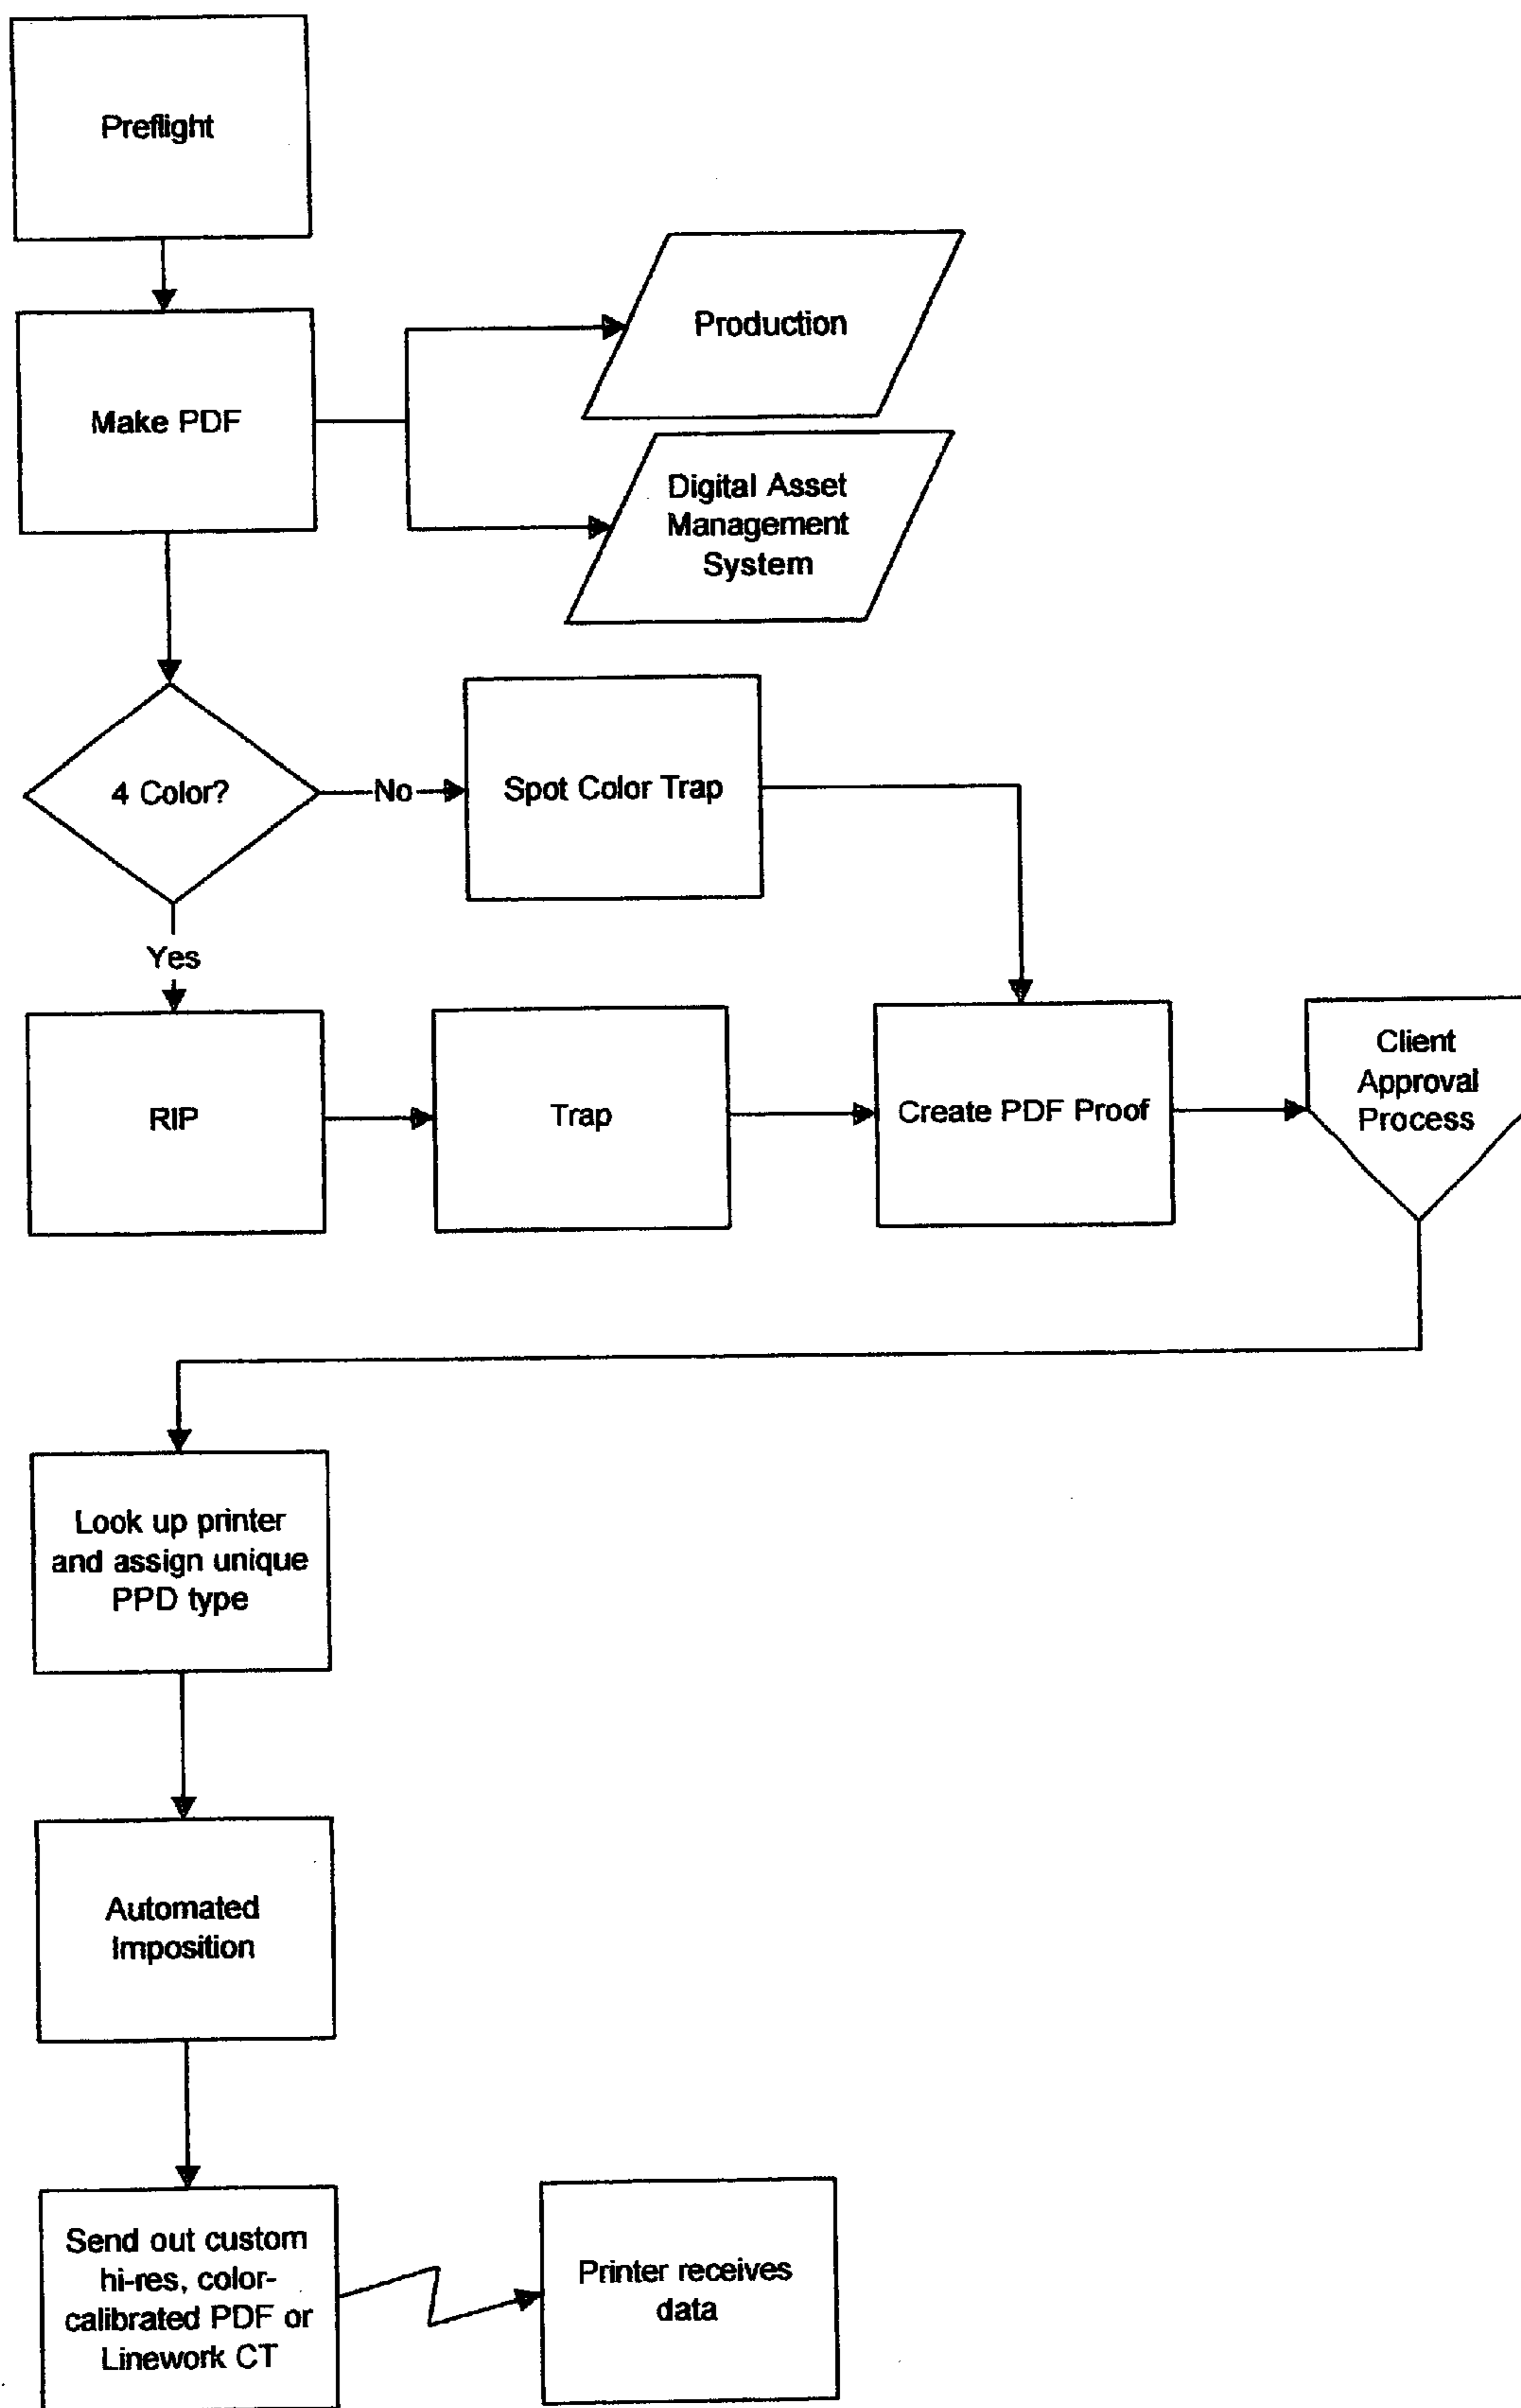 Preflight
Production
Make PDF
Digital Asset
Management
System
4 Color?
No
Spot Color Trap
Yes
RIP
Trap
Create PDF Proof
Client
Approval
Process
Look up printer
and assign unique
PPD type
Automated
Imposition
Send out custom
hi-res, color-
calibrated PDF or
Linework CT
Printer receives
data